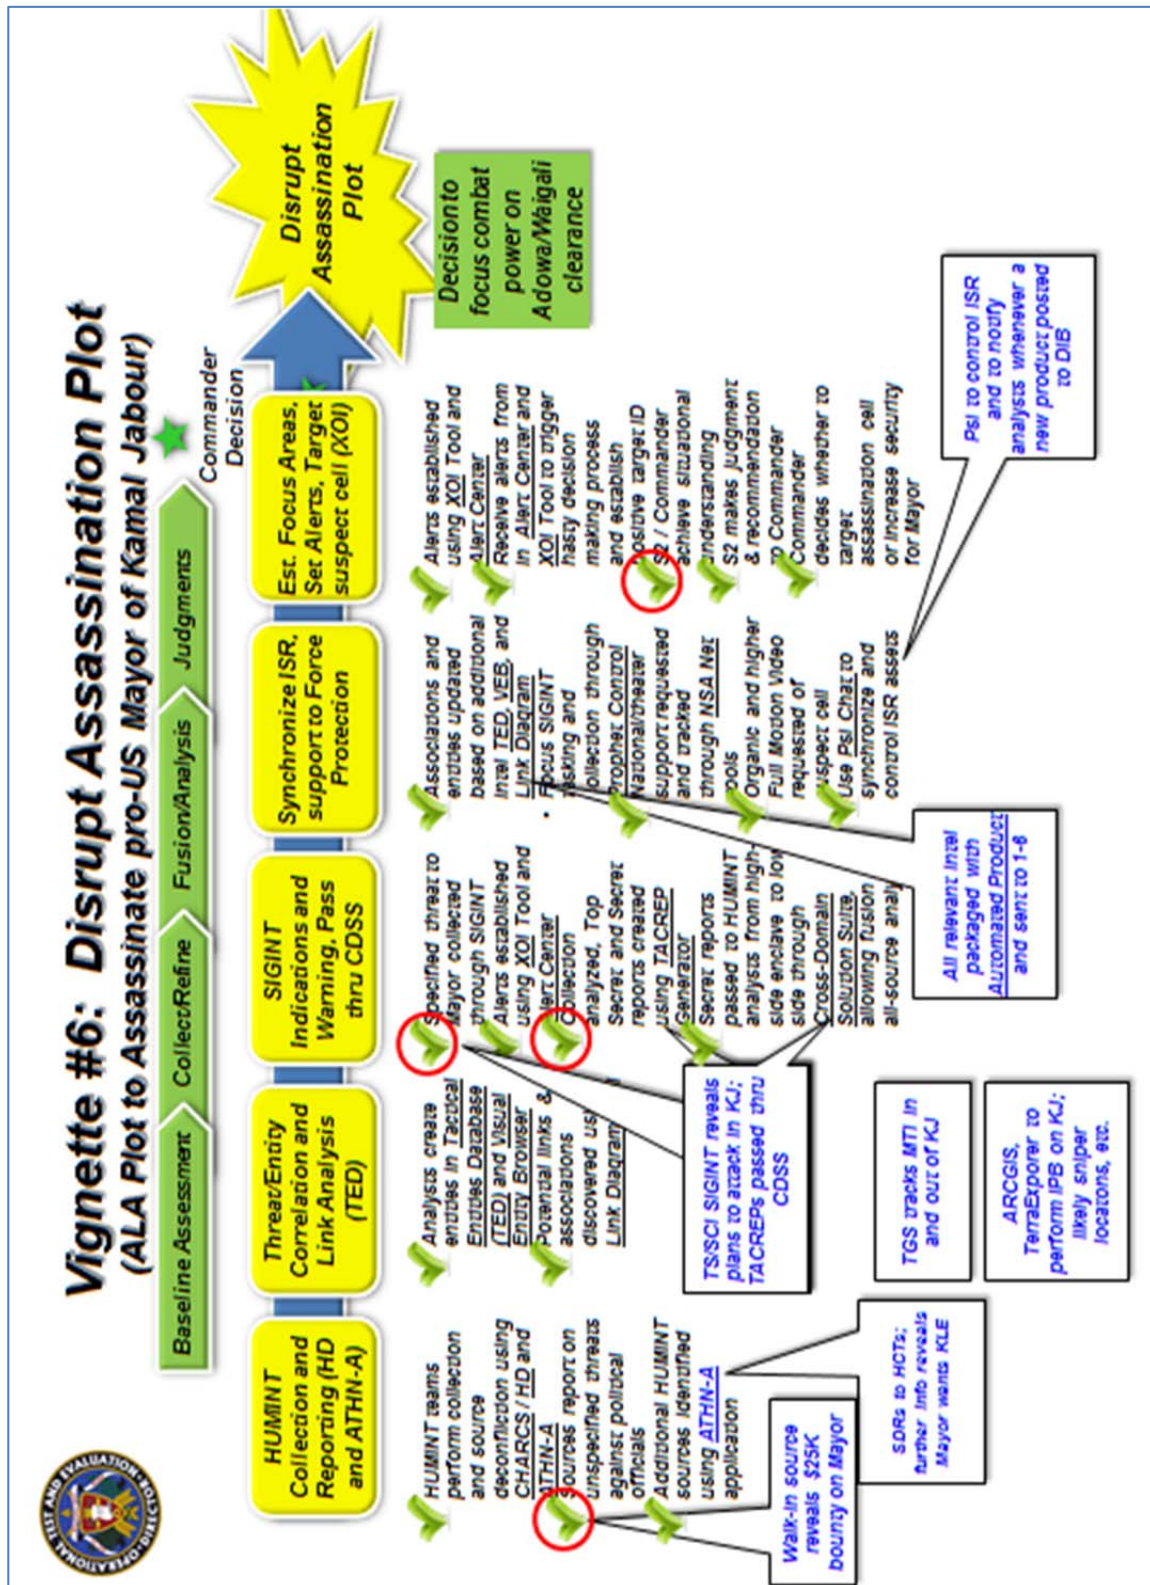 Vignette #6: Disrupt Assassination Plot
(ALA Plot to Assassinate pro-US Mayor of Kamal Jabour)
Baseline Assessment
Collect/Refine
Fusion/Analysis
Judgments
Commander
Decision
HUMINT
Collection and
Reporting (HD
and ATHN-A)
Threat/Entity
Correlation and
Link Analysis
(TED)
SIGINT
Indications and
Warning, Pass
thru CDSS
Synchronize ISR,
support to Force
Protection
Est. Focus Areas,
Set Alerts, Target
suspect cell (XOI)
Disrupt
Assassination
Plot
HUMINT teams
perform collection
and source
deconfliction using
CHARCS / HD and
ATHN-A
Sources report on
unspecified threats
against political
officials
Additional HUMINT
sources identified
using ATHN-A
application
Analysts create
entities in Tactical
Entities Database
(TED) and Visual
Entity Browser
Potential links &
associations
discovered us
Link Diagram
Specified threat to
Mayor collected
through SIGINT
Alerts established
using XOI Tool and
Alert Center
Collection
analyzed, Top
Secret and Secret
reports created
using TACREP
Generator
Secret reports
passed to HUMINT
analysts from high-
side enclave to low
side through
Cross-Domain
Solution Suite,
allowing fusion
all-source analy
Associations and
entities updated
based on additional
Intel TED, VEB, and
Link Diagram
• Focus SIGINT
tasking and
collection through
Prophet Control
National/theater
support requested
and tracked
through NSA Net
tools
Organic and higher
Full Motion Video
requested of
suspect cell
Use Psi Chat to
synchronize and
control ISR assets
Alerts established
using XOI Tool and
Alert Center
Receive alerts from
in Alert Center and
XOI Tool to trigger
hasty decision
making process
and establish
positive target ID
S2 / Commander
achieve situational
understanding
S2 makes judgment
& recommendation
to Commander
Commander
decides whether to
target
assassination cell
or increase security
for Mayor
Decision to
focus combat
power on
Adowa/Waigali
clearance
Walk-in source
reveals $25K
bounty on Mayor
SDRs to HCTs;
further info reveals
Mayor wants KLE
TS/SCI SIGINT reveals
plans to attack in KJ;
TACREPs passed thru
CDSS
TGS tracks MTI in
and out of KJ
ARCGIS,
TerraExporer to
perform IPB on KJ;
likely sniper
locatons, etc.
All relevant intel
packaged with
Automated Product
and sent to 1-6
Psi to control ISR
and to notify
analysts whenever a
new product posted
to DIB